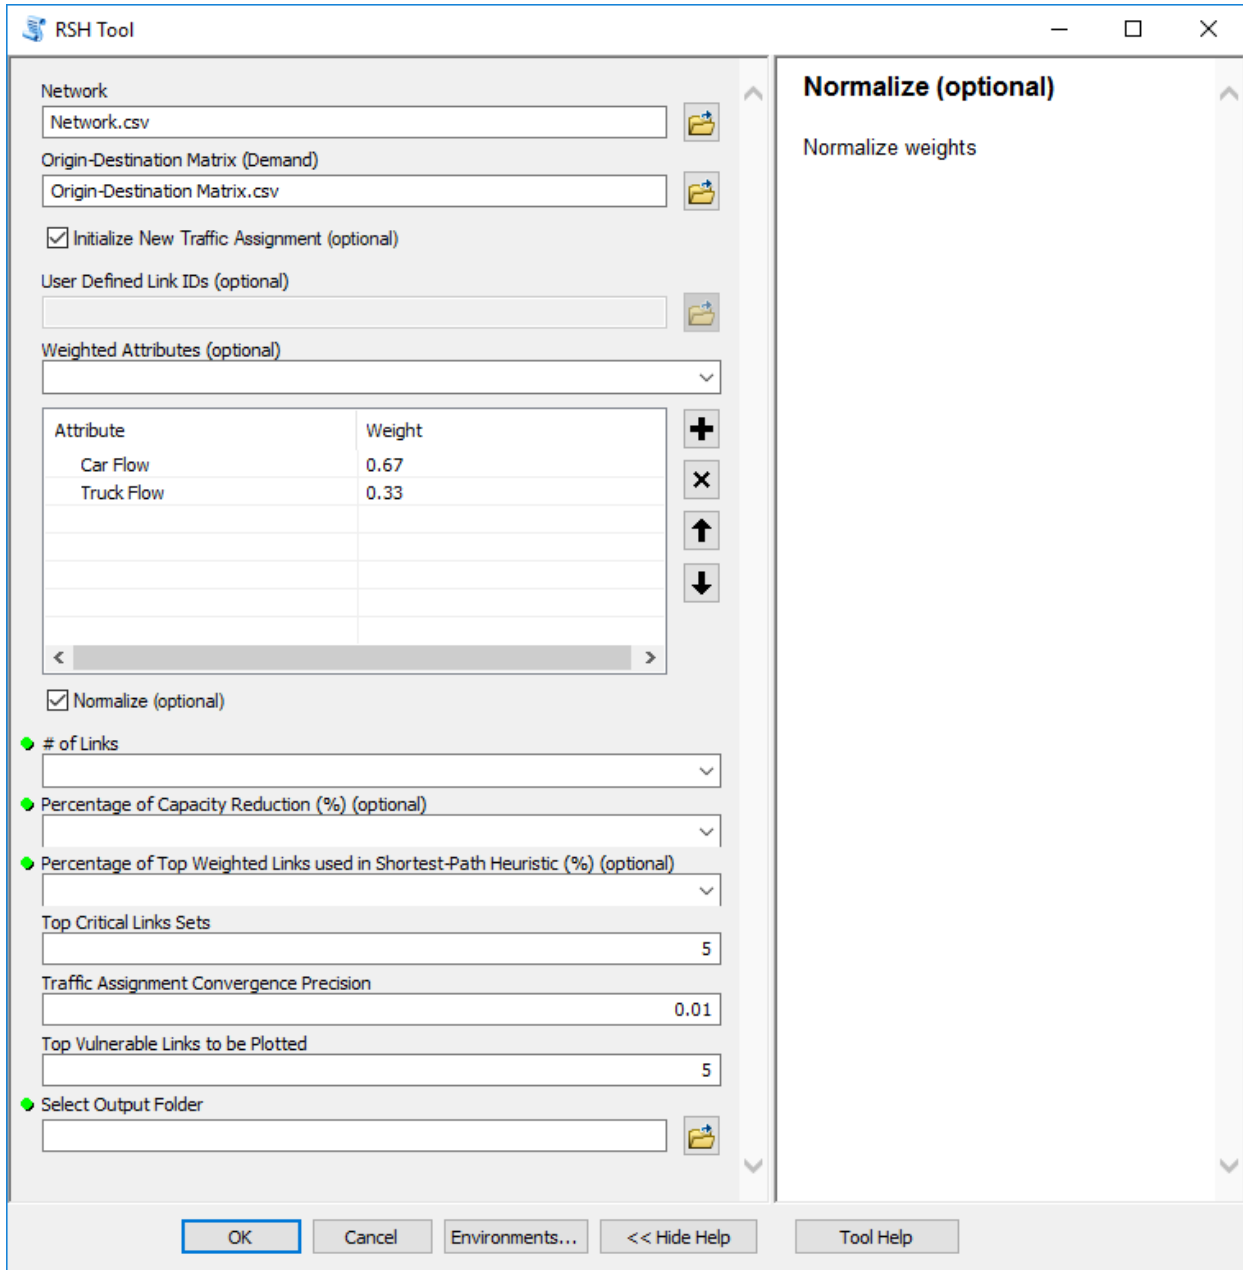 RSH Tool
Network
Network.csv
Origin-Destination Matrix (Demand)
Origin-Destination Matrix.csv
Initialize New Traffic Assignment (optional)
User Defined Link IDs (optional)
Weighted Attributes (optional)
Attribute Weight
Car Flow 0.67
Truck Flow 0.33
Normalize (optional)
# of Links
Percentage of Capacity Reduction (%) (optional)
Percentage of Top Weighted Links used in Shortest-Path Heuristic (%) (optional)
Top Critical Links Sets
5
Traffic Assignment Convergence Precision
0.01
Top Vulnerable Links to be Plotted
5
Select Output Folder
Normalize (optional)
Normalize weights
OK Cancel Environments... << Hide Help Tool Help